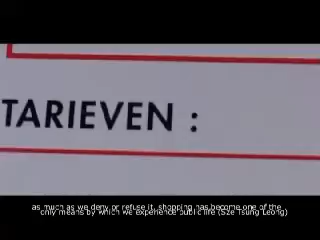 TARIEVEN :
as much as we deny or refuse it, shopping has become one of the
only means by which we experience public life (Sze Tsung Leong)